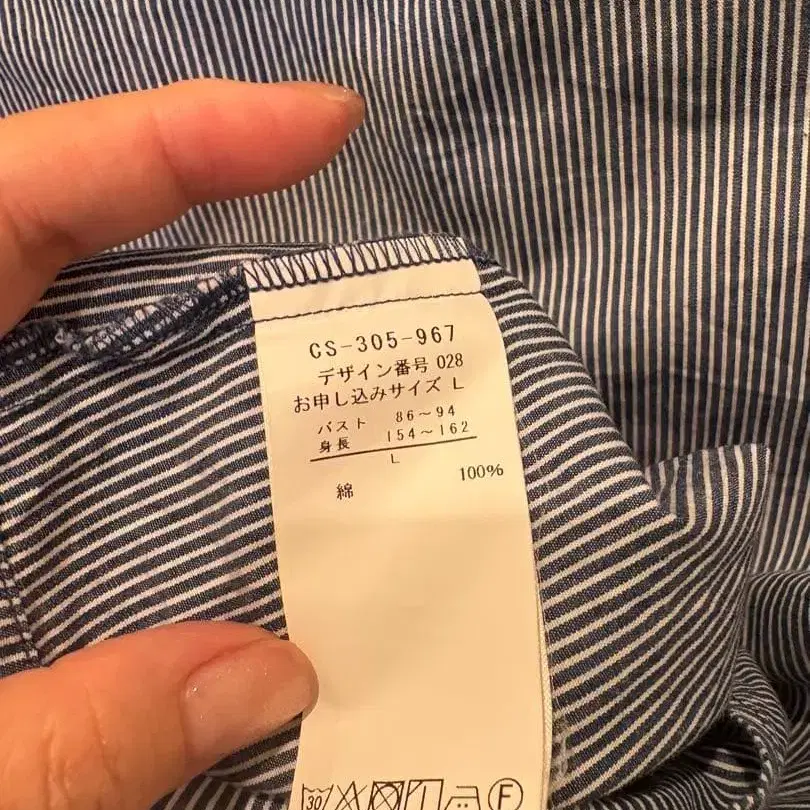 CS-305-967
デザイン番号 028
お申し込みサイズ L
バスト 86～94
身長 154～162
L
綿 100%
30 F